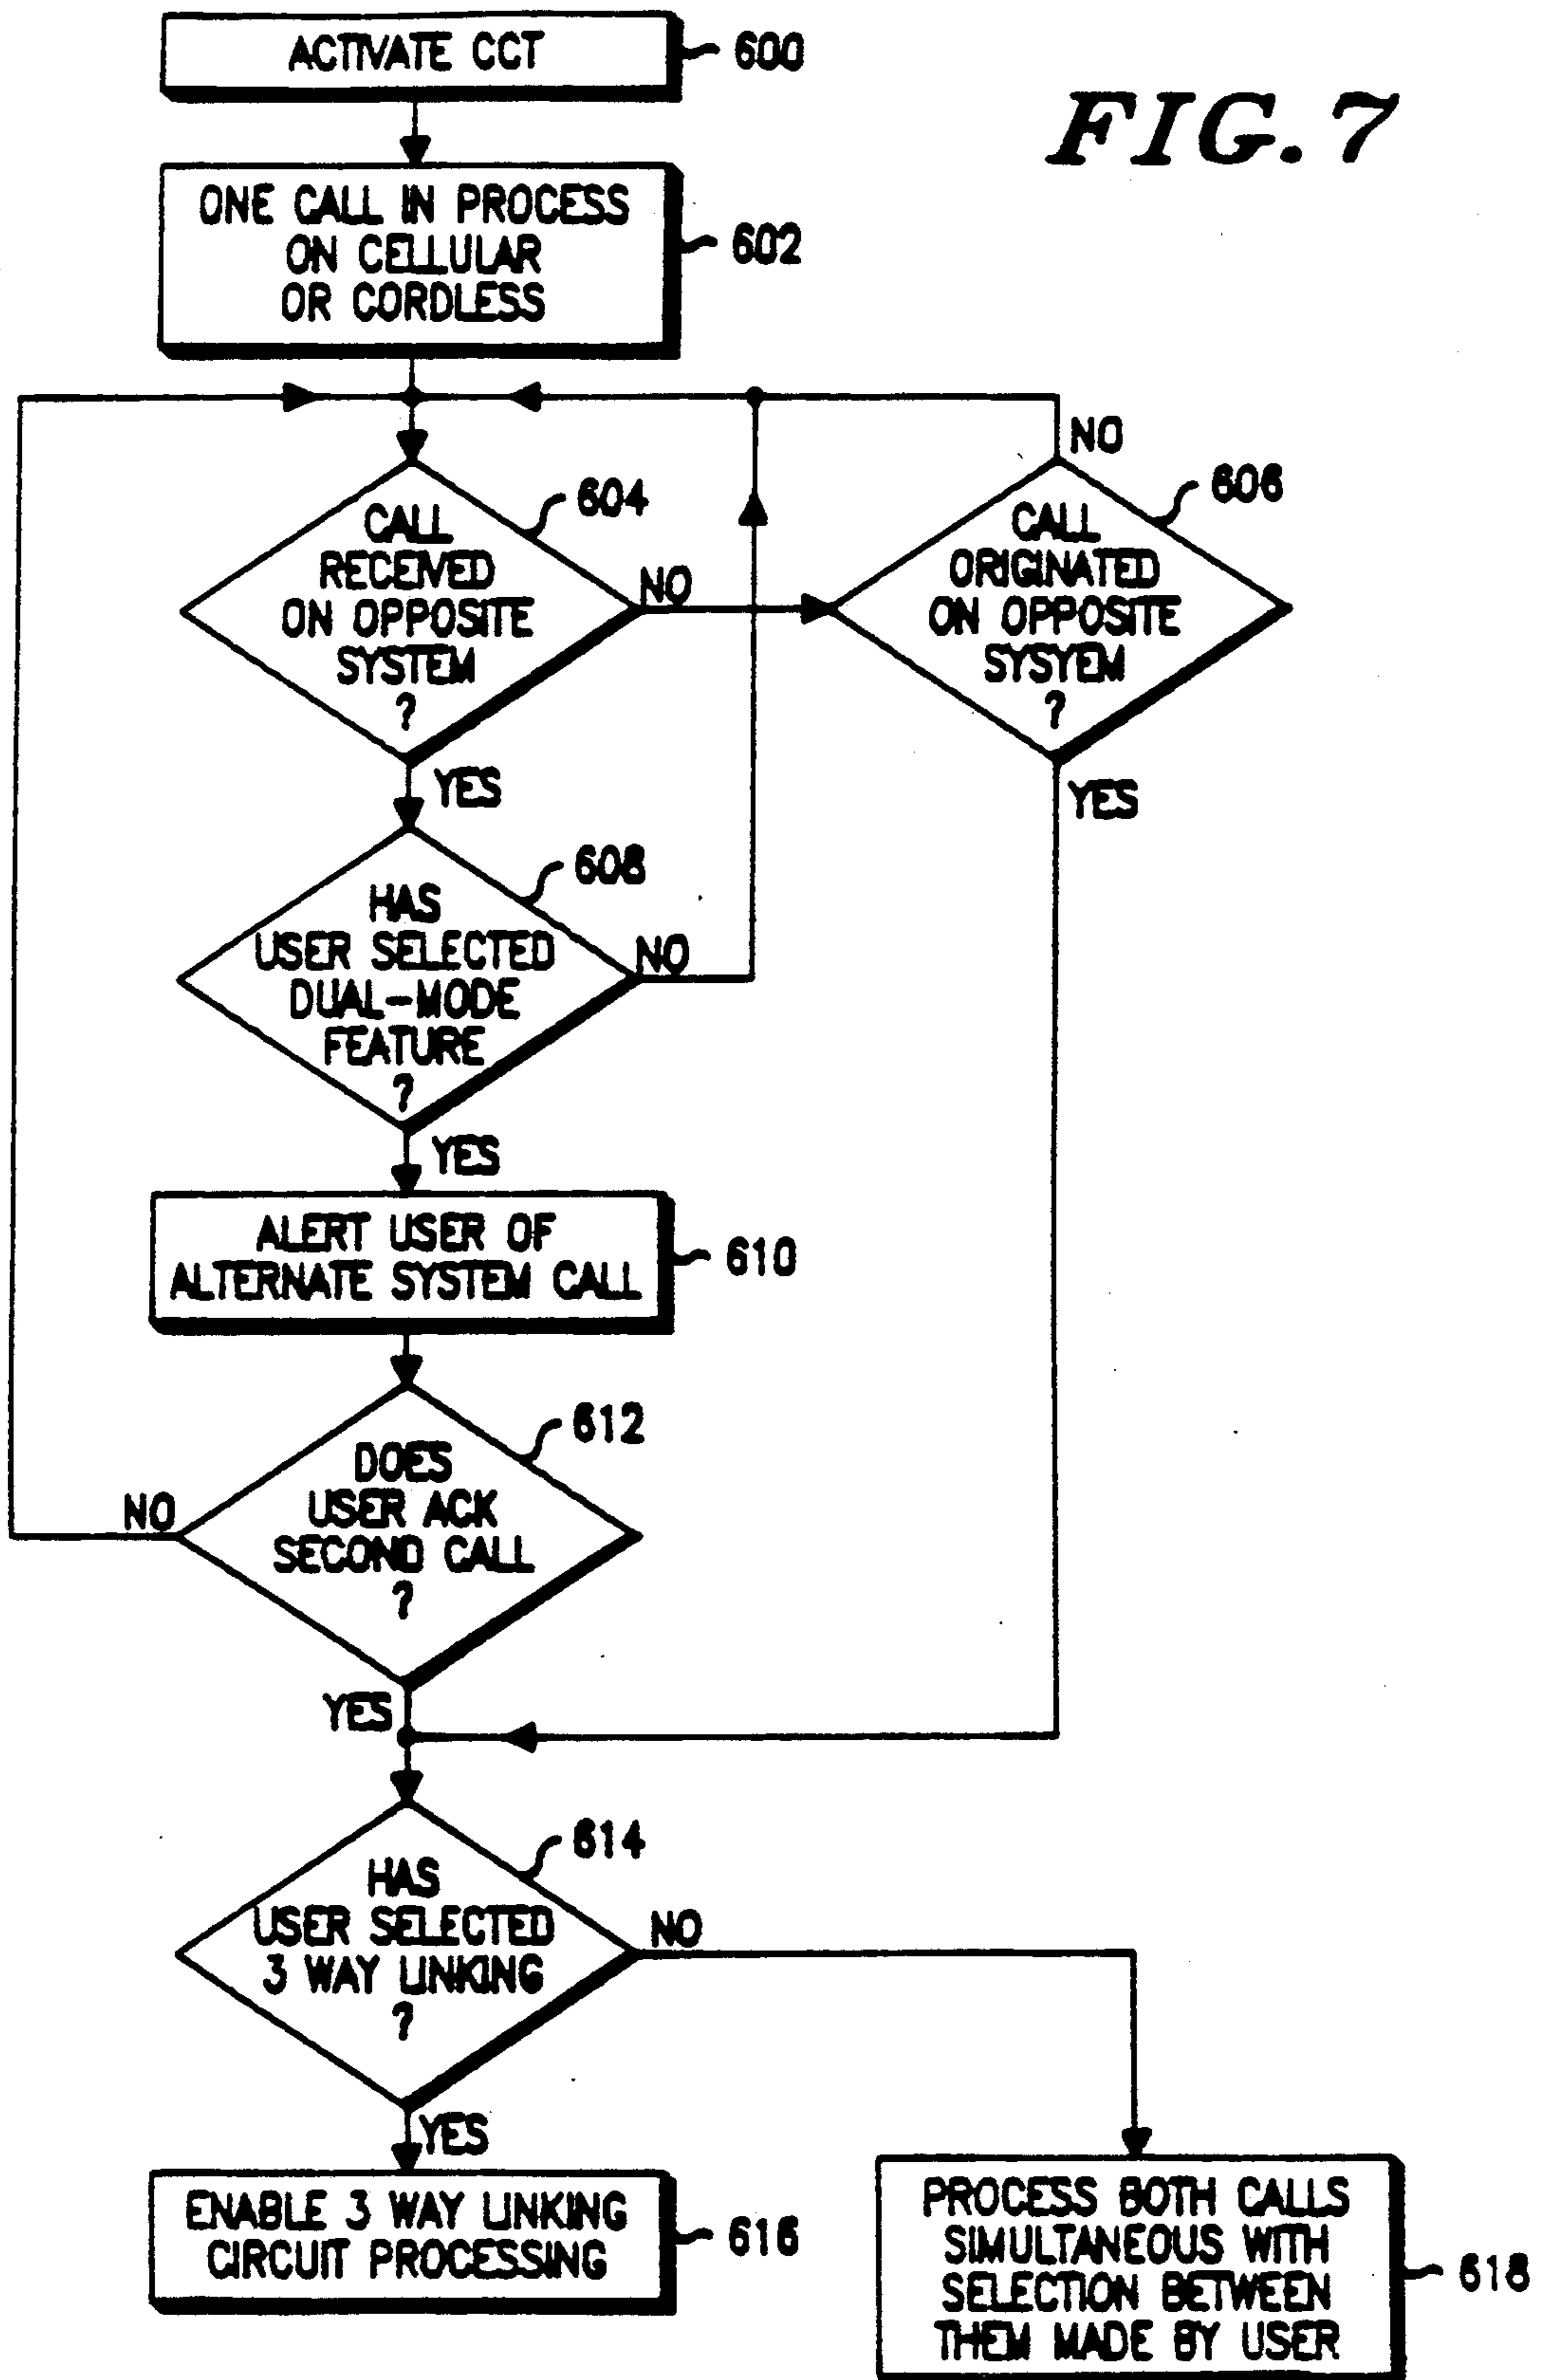 ACTIVATE CCT
600
FIG. 7
ONE CALL IN PROCESS
ON CELLULAR
OR CORDLESS
602
NO
604
606
CALL
RECEIVED
ON OPPOSITE
SYSTEM
?
NO
CALL
ORIGINATED
ON OPPOSITE
SYSYEM
?
YES
YES
608
HAS
USER SELECTED
DUAL-MODE
FEATURE
?
NO
YES
ALERT USER OF
ALTERNATE SYSTEM CALL
610
612
DOES
USER ACK
SECOND CALL
?
NO
YES
614
HAS
USER SELECTED
3 WAY LINKING
?
NO
YES
ENABLE 3 WAY LINKING
CIRCUIT PROCESSING
616
PROCESS BOTH CALLS
SIMULTANEOUS WITH
SELECTION BETWEEN
THEM MADE BY USER
618